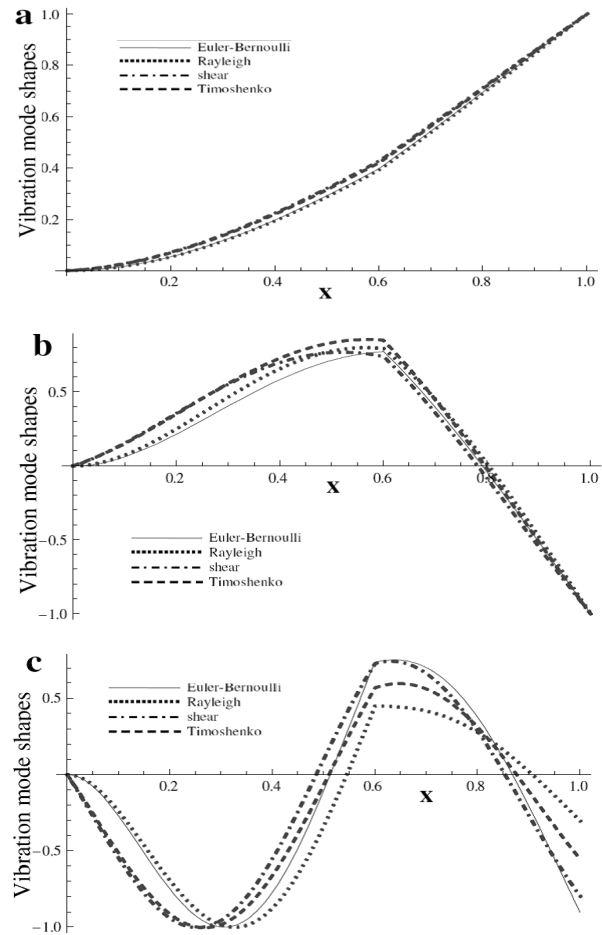 a
1.0
Euler-Bernoulli
Rayleigh
shear
Timoshenko
0.8
0.6
0.4
0.2
Vibration mode shapes
0.2 0.4 0.6 0.8 1.0
x
b
0.5
−0.5
−1.0
Vibration mode shapes
0.2 0.4 0.6 0.8 1.0
x
Euler-Bernoulli
Rayleigh
shear
Timoshenko
c
Euler-Bernoulli
Rayleigh
shear
Timoshenko
0.5
−0.5
−1.0
Vibration mode shapes
0.2 0.4 0.6 0.8 1.0
x